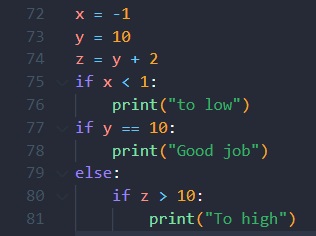 72 x = -1
73 y = 10
74 z = y + 2
75 if x < 1:
76     print("to low")
77 if y == 10:
78     print("Good job")
79 else:
80     if z > 10:
81         print("To high")